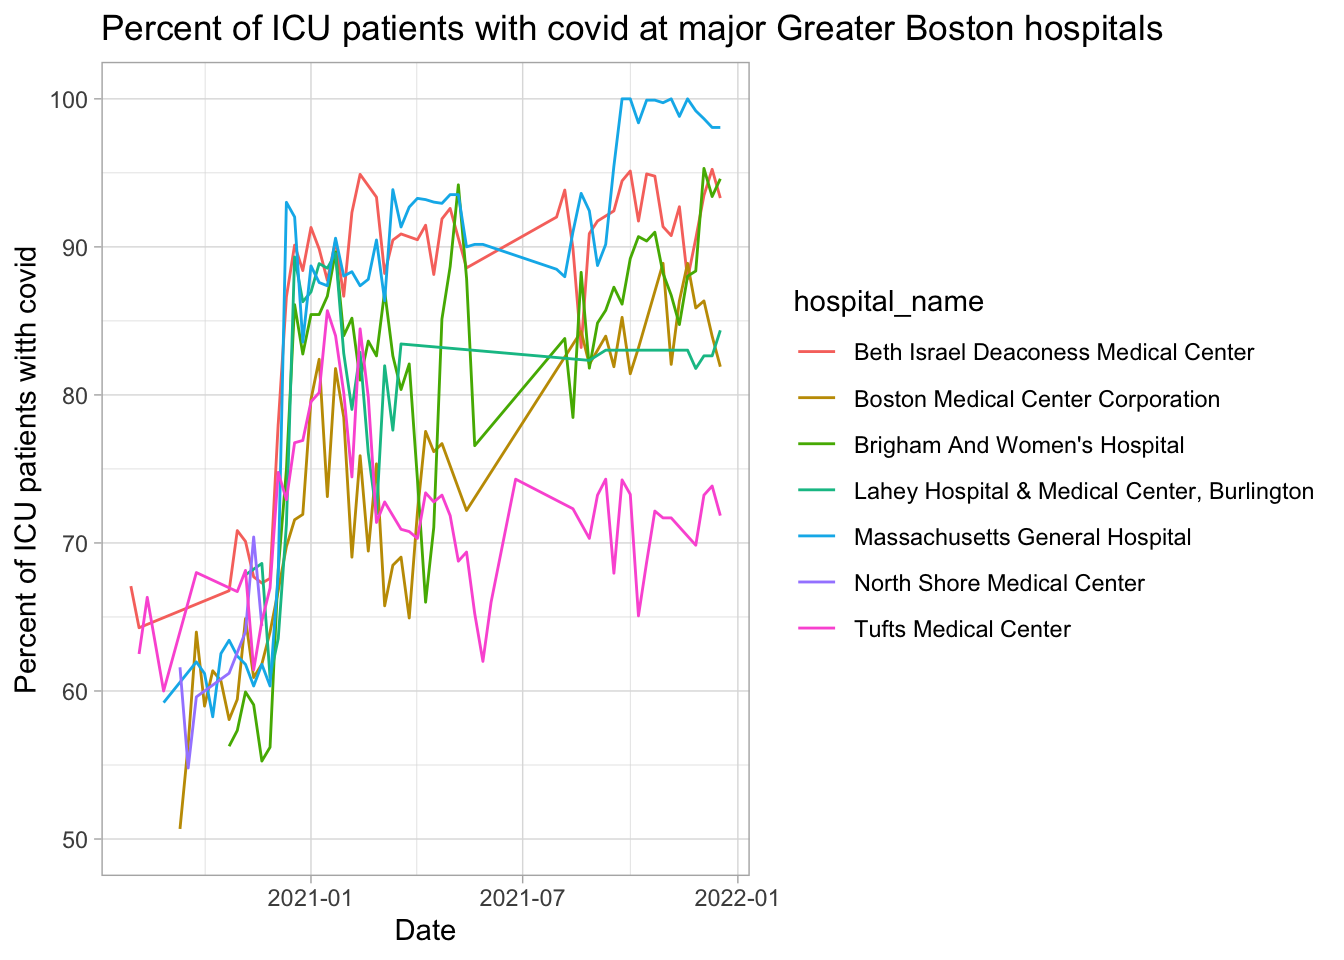 Percent of ICU patients with covid at major Greater Boston hospitals
Percent of ICU patients witth covid
100
90
80
70
60
50
2021-01
2021-07
2022-01
Date
hospital_name
Beth Israel Deaconess Medical Center
Boston Medical Center Corporation
Brigham And Women's Hospital
Lahey Hospital & Medical Center, Burlington
Massachusetts General Hospital
North Shore Medical Center
Tufts Medical Center